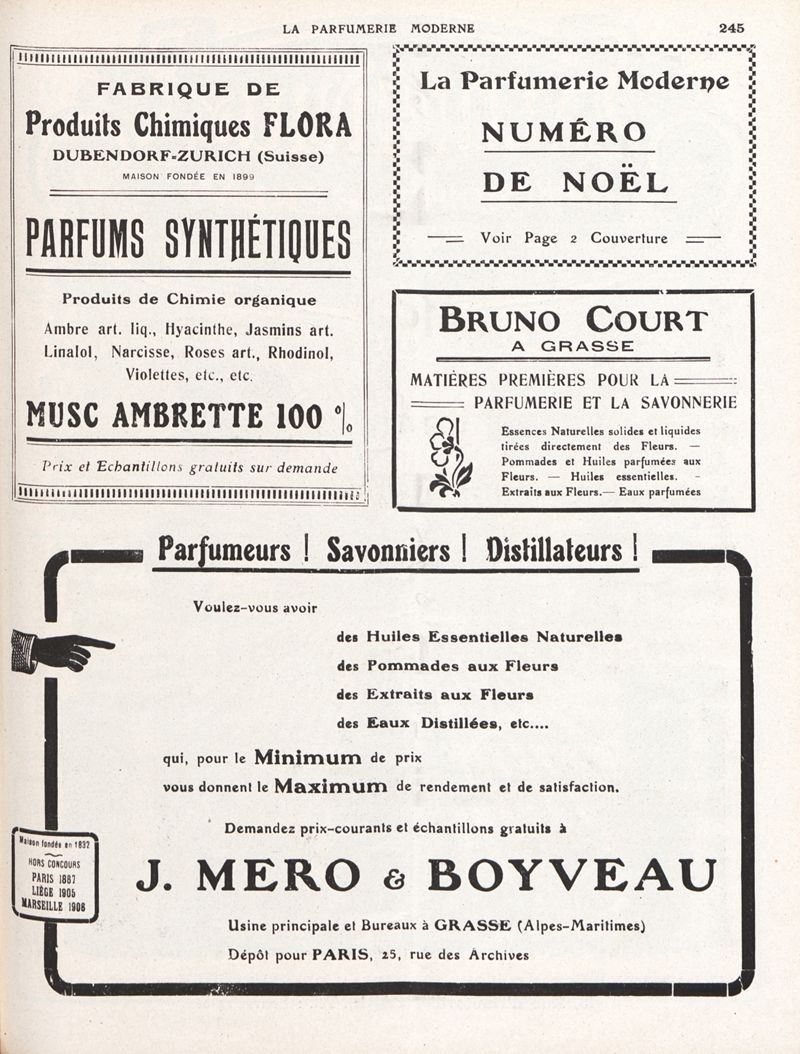 LA PARFUMERIE MODERNE
245
FABRIQUE DE
Produits Chimiques FLORA
DUBENDORF-ZURICH (Suisse)
MAISON FONDÉE EN 1899
PARFUMS SYNTHÉTIQUES
Produits de Chimie organique
Ambre art. liq., Hyacinthe, Jasmins art.
Linalol, Narcisse, Roses art., Rhodinol,
Violettes, etc., etc.
MUSC AMBRETTE 100 %
Prix et Echantillons gratuits sur demande
La Parfumerie Moderne
NUMÉRO
DE NOËL
Voir Page 2 Couverture
BRUNO COURT
A GRASSE
MATIÈRES PREMIÈRES POUR LA
PARFUMERIE ET LA SAVONNERIE
Essences Naturelles solides et liquides
tirées directement des Fleurs. —
Pommades et Huiles parfumées aux
Fleurs. — Huiles essentielles. -
Extraits aux Fleurs.— Eaux parfumées
Parfumeurs ! Savonniers ! Distillateurs !
Voulez-vous avoir
des Huiles Essentielles Naturelles
des Pommades aux Fleurs
des Extraits aux Fleurs
des Eaux Distillées, etc....
qui, pour le Minimum de prix
vous donnent le Maximum de rendement et de satisfaction.
Demandez prix-courants et échantillons gratuits à
J. MERO & BOYVEAU
Usine principale et Bureaux à GRASSE (Alpes-Maritimes)
Dépôt pour PARIS, 25, rue des Archives
Maison fondée en 1832
HORS CONCOURS
PARIS 1887
LIÈGE 1905
MARSEILLE 1906